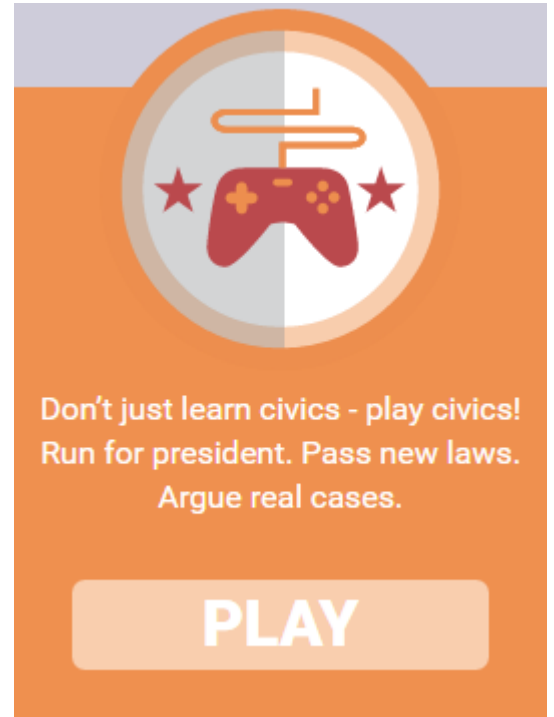 Don't just learn civics - play civics!
Run for president. Pass new laws.
Argue real cases.
PLAY